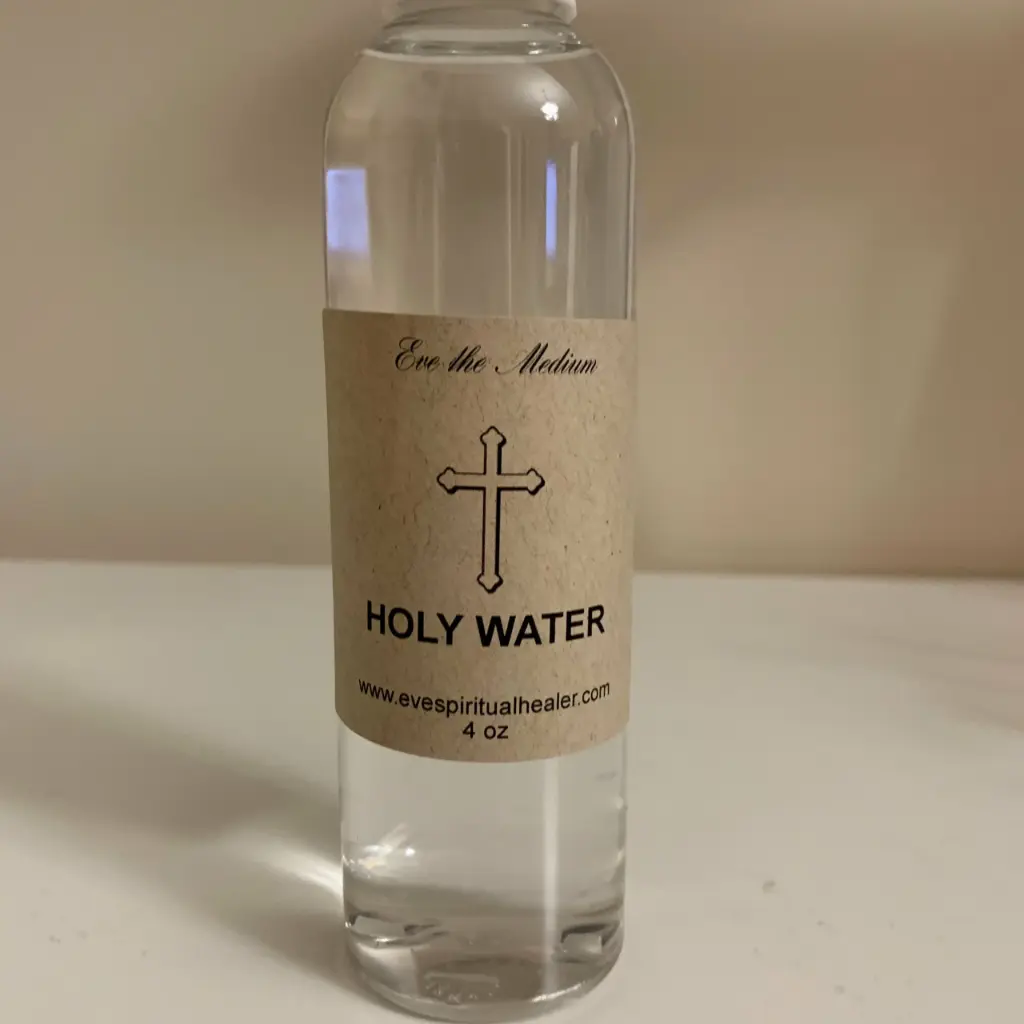 Eve the Medium
HOLY WATER
www.evespiritualhealer.com
4 oz